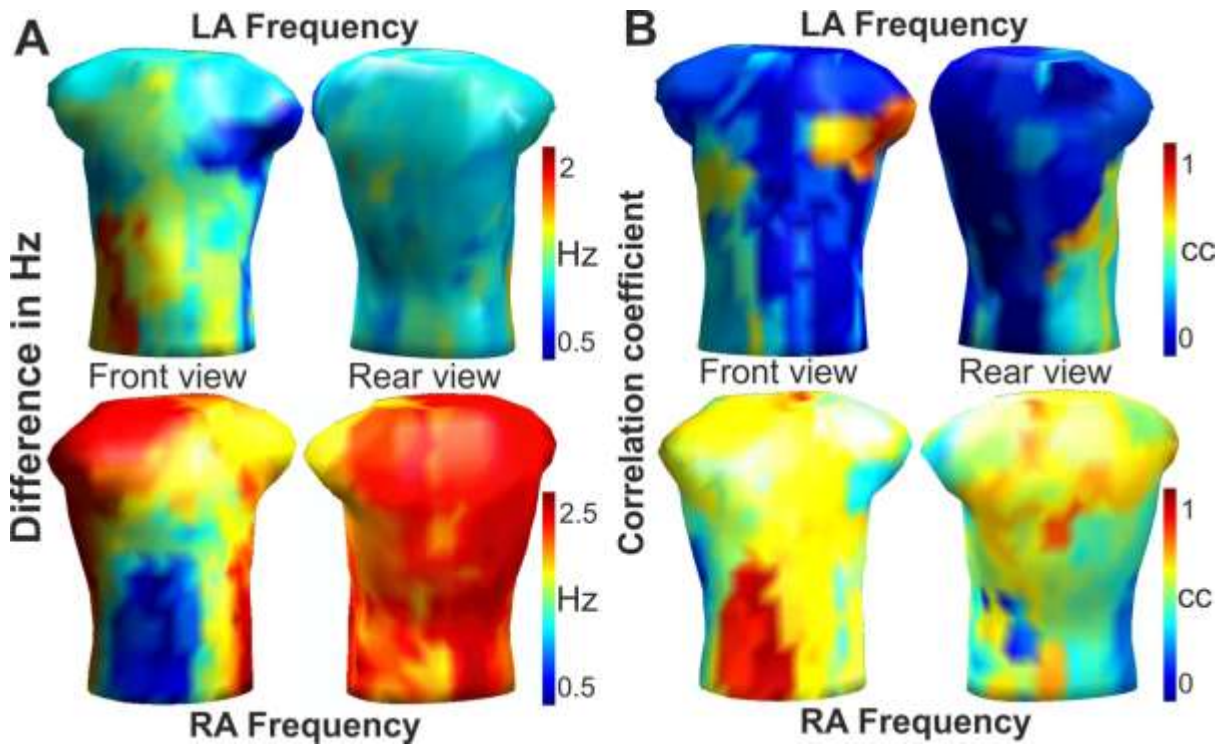 A
LA Frequency
Difference in Hz
2
Hz
0.5
Front view
Rear view
2.5
Hz
0.5
RA Frequency
B
LA Frequency
Correlation coefficient
1
cc
0
Front view
Rear view
1
cc
0
RA Frequency